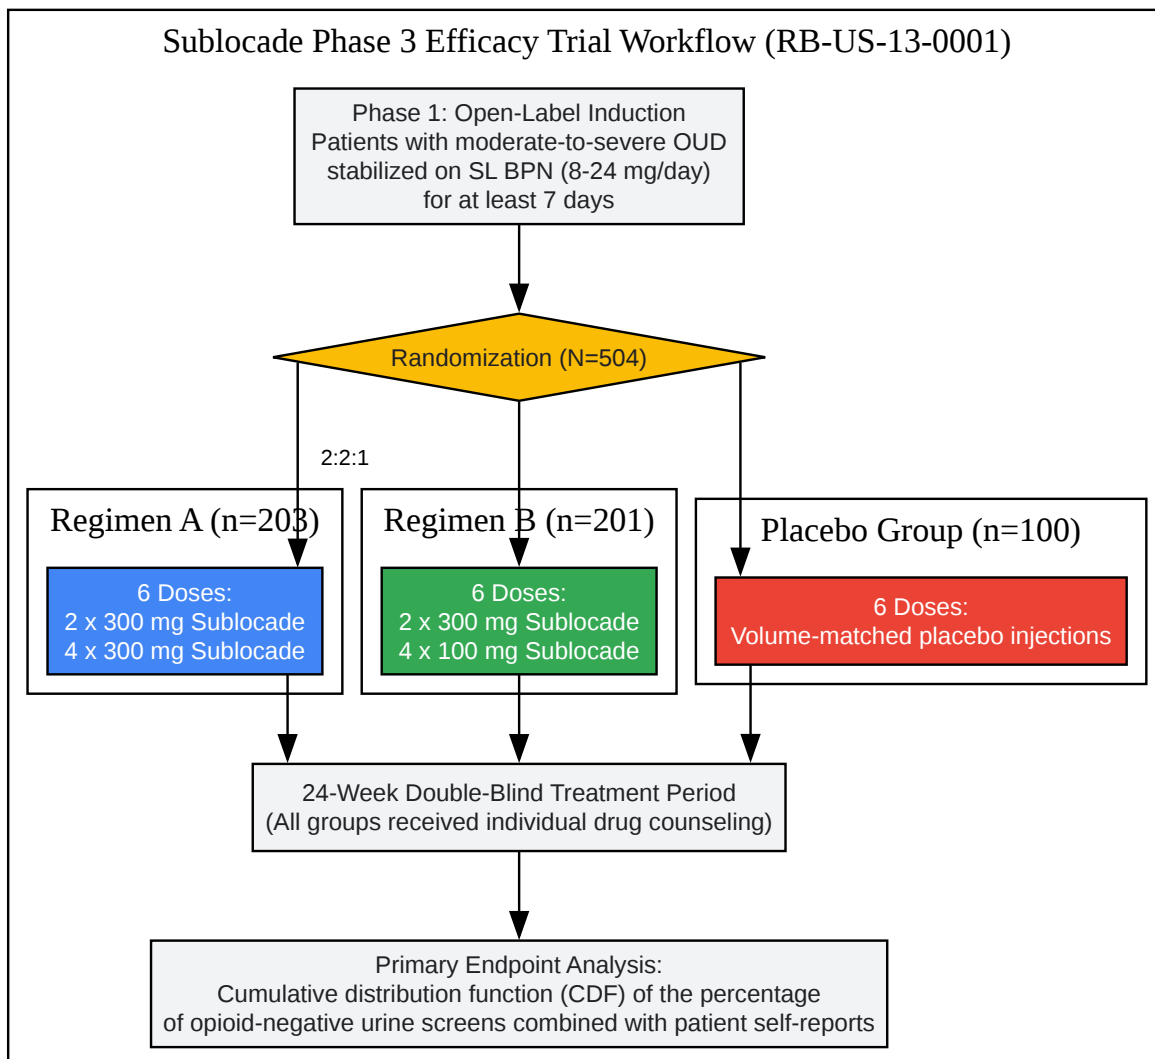 Sublocade Phase 3 Efficacy Trial Workflow (RB-US-13-0001)
Phase 1: Open-Label Induction
Patients with moderate-to-severe OUD
stabilized on SL BPN (8-24 mg/day)
for at least 7 days
Randomization (N=504)
2:2:1
Regimen A (n=203)
6 Doses:
2 x 300 mg Sublocade
4 x 300 mg Sublocade
Regimen B (n=201)
6 Doses:
2 x 300 mg Sublocade
4 x 100 mg Sublocade
Placebo Group (n=100)
6 Doses:
Volume-matched placebo injections
24-Week Double-Blind Treatment Period
(All groups received individual drug counseling)
Primary Endpoint Analysis:
Cumulative distribution function (CDF) of the percentage
of opioid-negative urine screens combined with patient self-reports